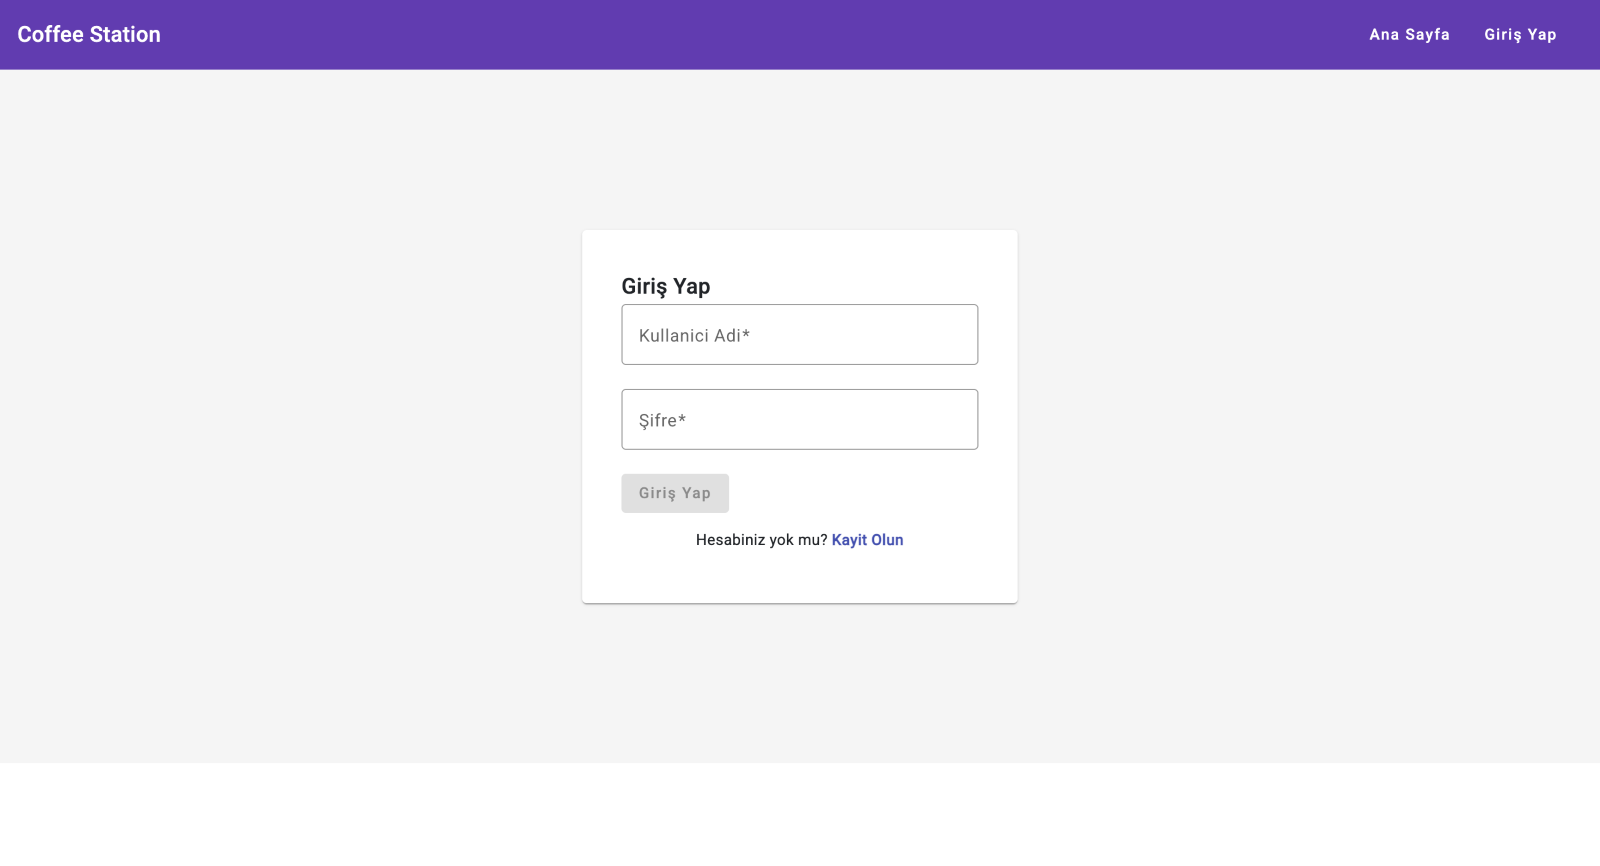 Coffee Station
Ana Sayfa
Giriş Yap
Giriş Yap
Kullanici Adi*
Şifre*
Giriş Yap
Hesabiniz yok mu? Kayit Olun